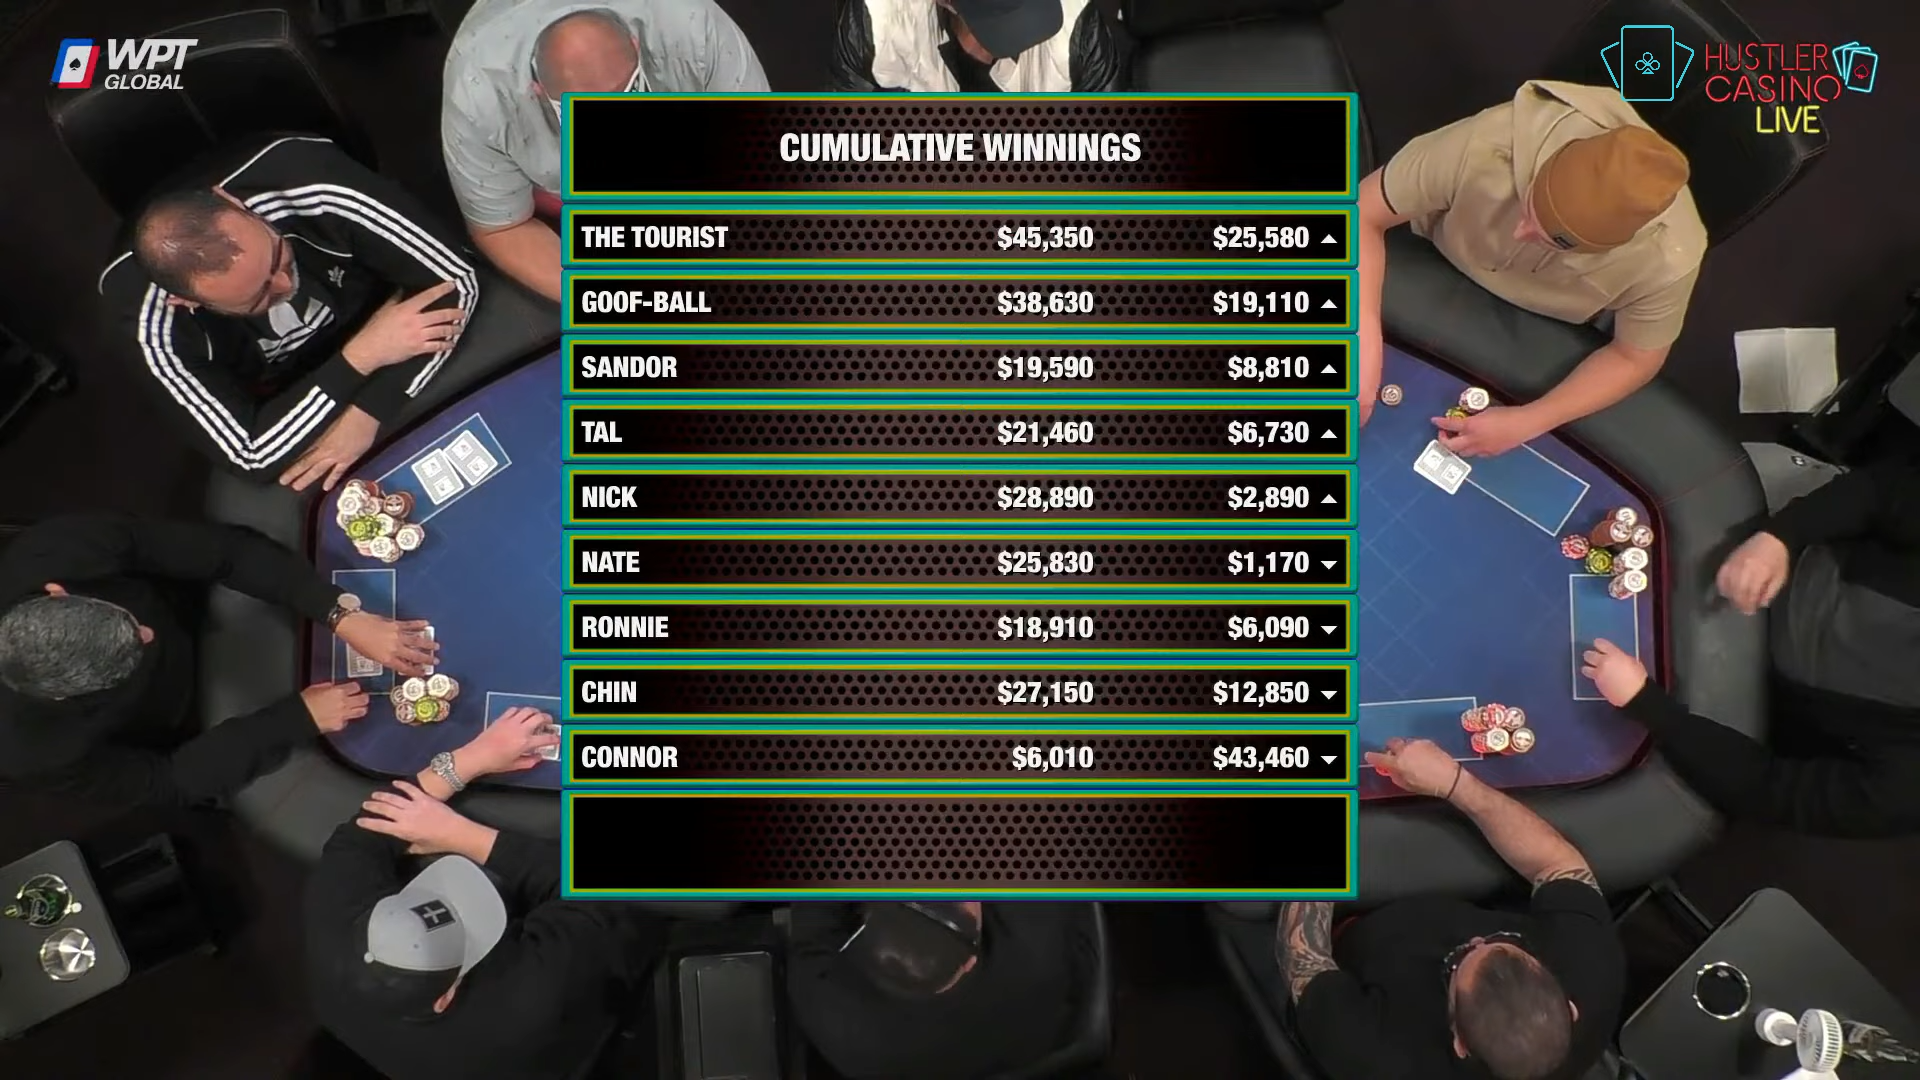 WPT
GLOBAL
HUSTLER
CASINO
LIVE
CUMULATIVE WINNINGS
THE TOURIST $45,350 $25,580 ▲
GOOF-BALL $38,630 $19,110 ▲
SANDOR $19,590 $8,810 ▲
TAL $21,460 $6,730 ▲
NICK $28,890 $2,890 ▲
NATE $25,830 $1,170 ▼
RONNIE $18,910 $6,090 ▼
CHIN $27,150 $12,850 ▼
CONNOR $6,010 $43,460 ▼